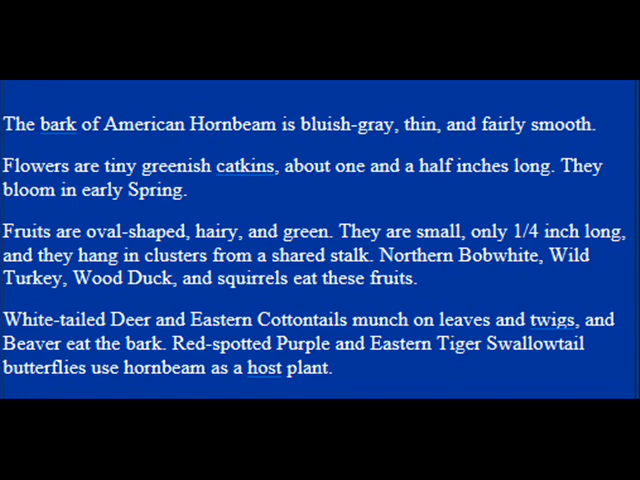 The bark of American Hornbeam is bluish-gray, thin, and fairly smooth.
Flowers are tiny greenish catkins, about one and a half inches long. They
bloom in early Spring.
Fruits are oval-shaped, hairy, and green. They are small, only 1/4 inch long,
and they hang in clusters from a shared stalk. Northern Bobwhite, Wild
Turkey, Wood Duck, and squirrels eat these fruits.
White-tailed Deer and Eastern Cottontails munch on leaves and twigs, and
Beaver eat the bark. Red-spotted Purple and Eastern Tiger Swallowtail
butterflies use hornbeam as a host plant.